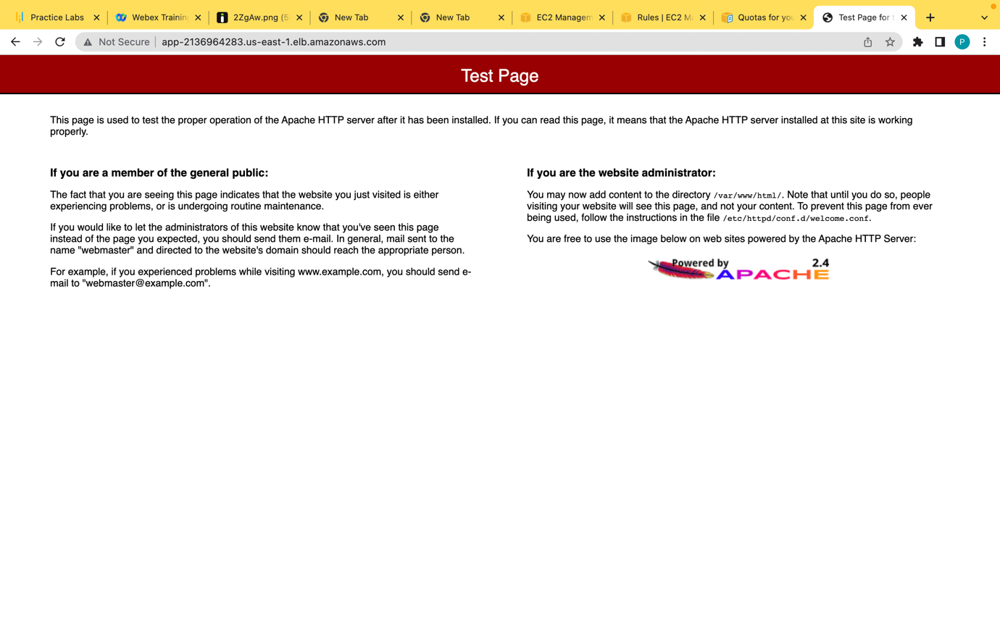 Practice Labs
Webex Training
2ZgAw.png (5
New Tab
New Tab
EC2 Managem
Rules | EC2 Ma
Quotas for you
Test Page for t
Not Secure
app-2136964283.us-east-1.elb.amazonaws.com
P
Test Page
This page is used to test the proper operation of the Apache HTTP server after it has been installed. If you can read this page, it means that the Apache HTTP server installed at this site is working
properly.
If you are a member of the general public:
The fact that you are seeing this page indicates that the website you just visited is either
experiencing problems, or is undergoing routine maintenance.
If you would like to let the administrators of this website know that you've seen this page
instead of the page you expected, you should send them e-mail. In general, mail sent to the
name "webmaster" and directed to the website's domain should reach the appropriate person.
For example, if you experienced problems while visiting www.example.com, you should send e-
mail to "webmaster@example.com".
If you are the website administrator:
You may now add content to the directory /var/www/html/. Note that until you do so, people
visiting your website will see this page, and not your content. To prevent this page from ever
being used, follow the instructions in the file /etc/httpd/conf.d/welcome.conf.
You are free to use the image below on web sites powered by the Apache HTTP Server:
Powered by 2.4
APACHE